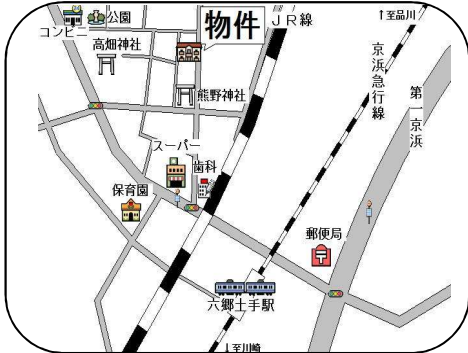 公園
コンビニ
高畑神社
物件
JR線
↑至品川
京浜急行線
第一京浜
熊野神社
スーパー
歯科
保育園
郵便局
六郷土手駅
↓至川崎